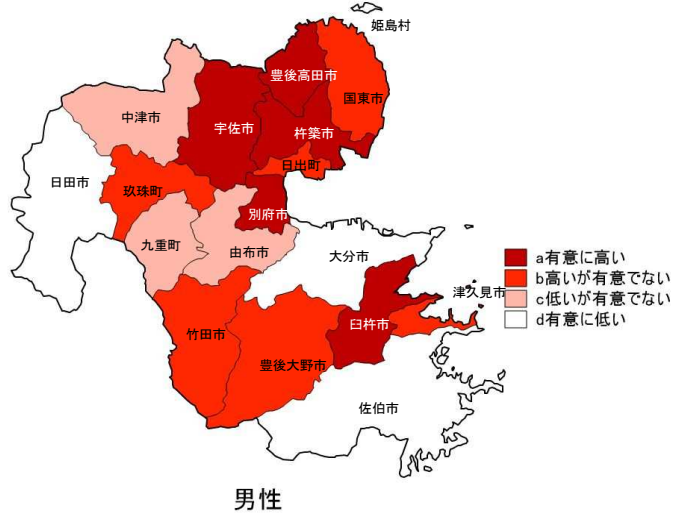 姫島村
豊後高田市
国東市
中津市
宇佐市
杵築市
日出町
日田市
玖珠町
別府市
九重町
由布市
大分市
a有意に高い
b高いが有意でない
c低いが有意でない
d有意に低い
津久見市
臼杵市
竹田市
豊後大野市
佐伯市
男性